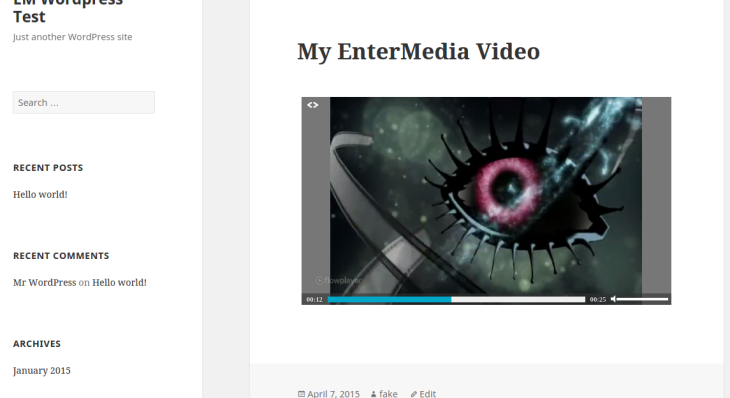 EM Wordpress
Test
Just another WordPress site
Search ...
RECENT POSTS
Hello world!
RECENT COMMENTS
Mr WordPress on Hello world!
ARCHIVES
January 2015
My EnterMedia Video
<>
flowplayer
00:12
00:25
April 7, 2015 fake Edit